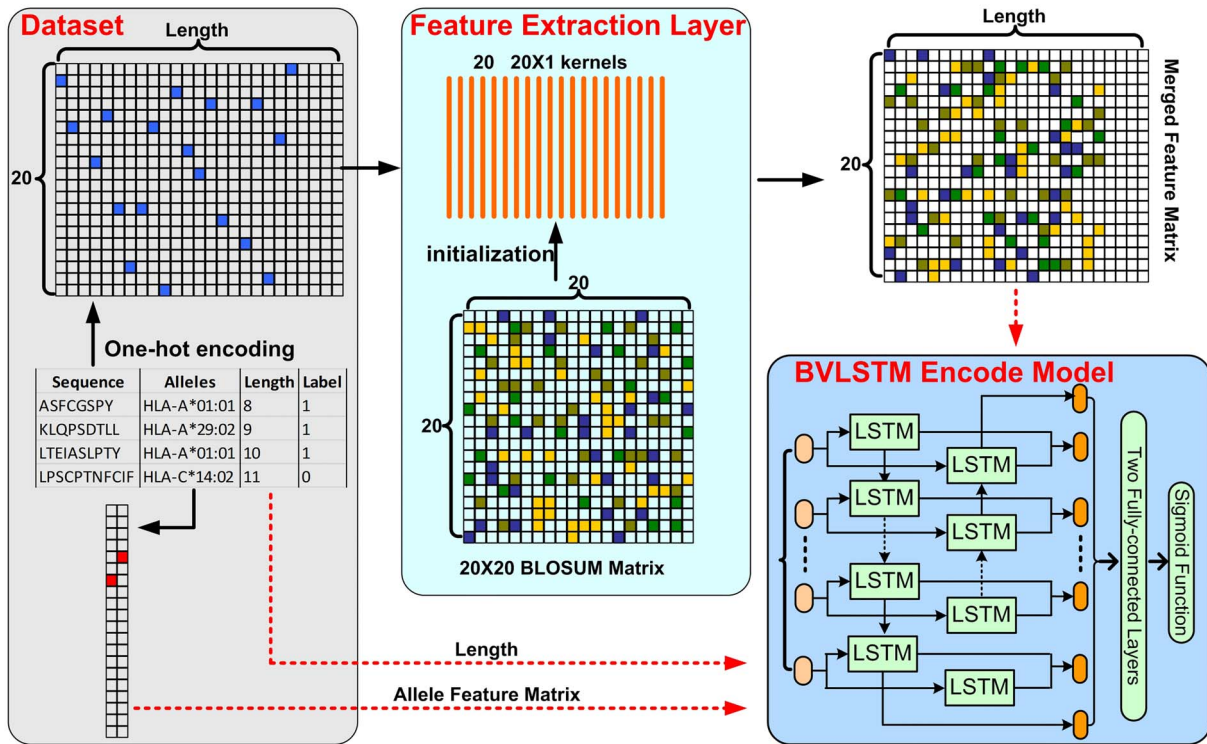 Dataset
Length
20
One-hot encoding
Sequence Alleles Length Label
ASFCGSPY HLA-A*01:01 8 1
KLQPSDTLL HLA-A*29:02 9 1
LTEIASLPTY HLA-A*01:01 10 1
LPSCPTNFCIF HLA-C*14:02 11 0
Feature Extraction Layer
20 20X1 kernels
initialization
20
20
20X20 BLOSUM Matrix
Length
20
Merged Feature Matrix
Length
Allele Feature Matrix
BVLSTM Encode Model
LSTM
LSTM
LSTM
LSTM
LSTM
LSTM
LSTM
LSTM
Two Fully-connected Layers
Sigmoid Function